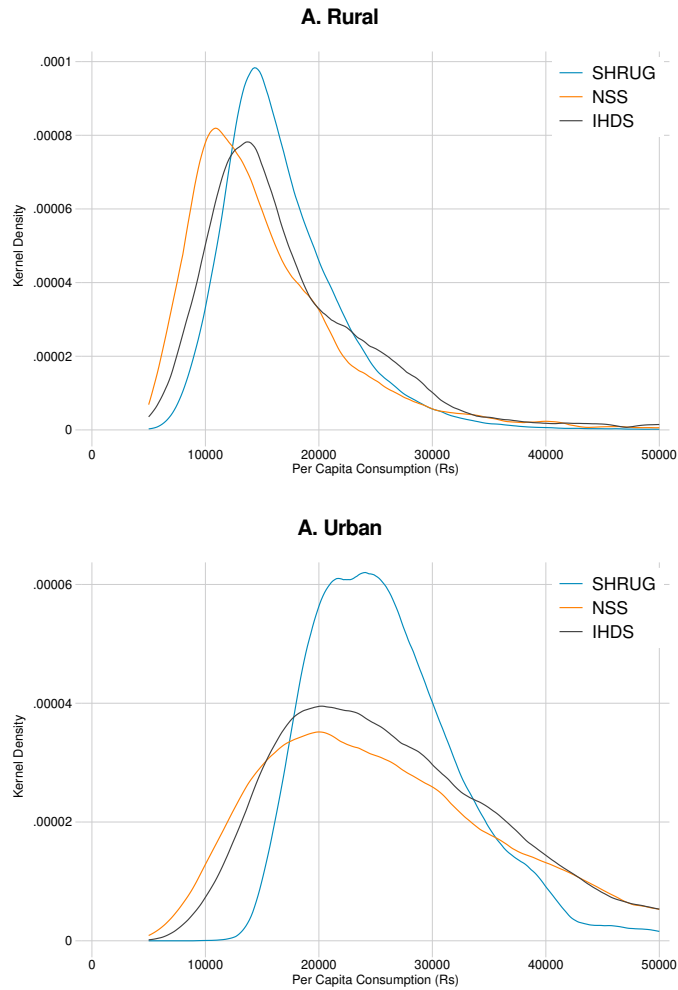 A. Rural
.0001
SHRUG
NSS
IHDS
.00008
.00006
.00004
.00002
0
Kernel Density
0 10000 20000 30000 40000 50000
Per Capita Consumption (Rs)
A. Urban
.00006
SHRUG
NSS
IHDS
.00004
.00002
0
Kernel Density
0 10000 20000 30000 40000 50000
Per Capita Consumption (Rs)